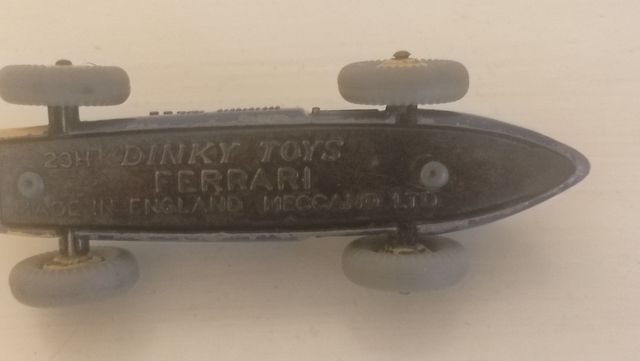 23H DINKY TOYS
FERRARI
MADE IN ENGLAND MECCANO LTD